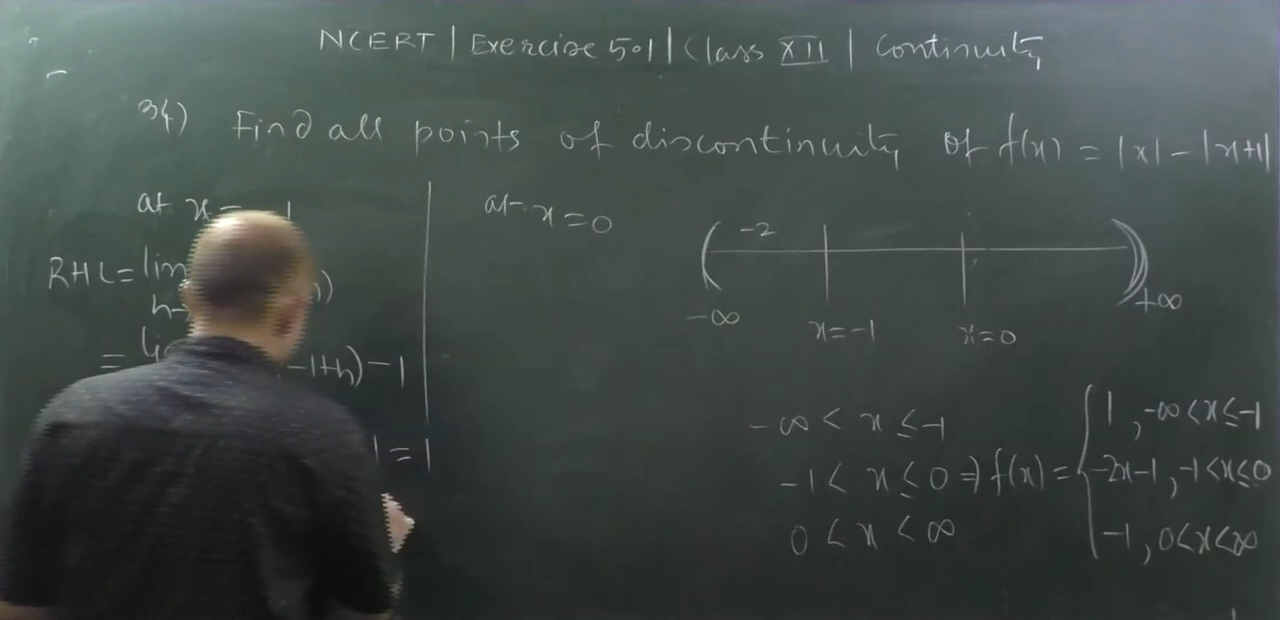 NCERT | Exercise 5.1 | Class XII | Continuity
34) Find all points of discontinuity of f(x) = |x| - |x+1|
at x = -1
RHL = lim
h→
= -1+h) - 1
1 = 1
at x = 0
-2
-∞ x=-1 x=0 +∞
-∞ < x ≤ -1
-1 < x ≤ 0 ⇒ f(x) =
0 < x < ∞
1, -∞ < x ≤ -1
-2x-1, -1 < x ≤ 0
-1, 0 < x < ∞